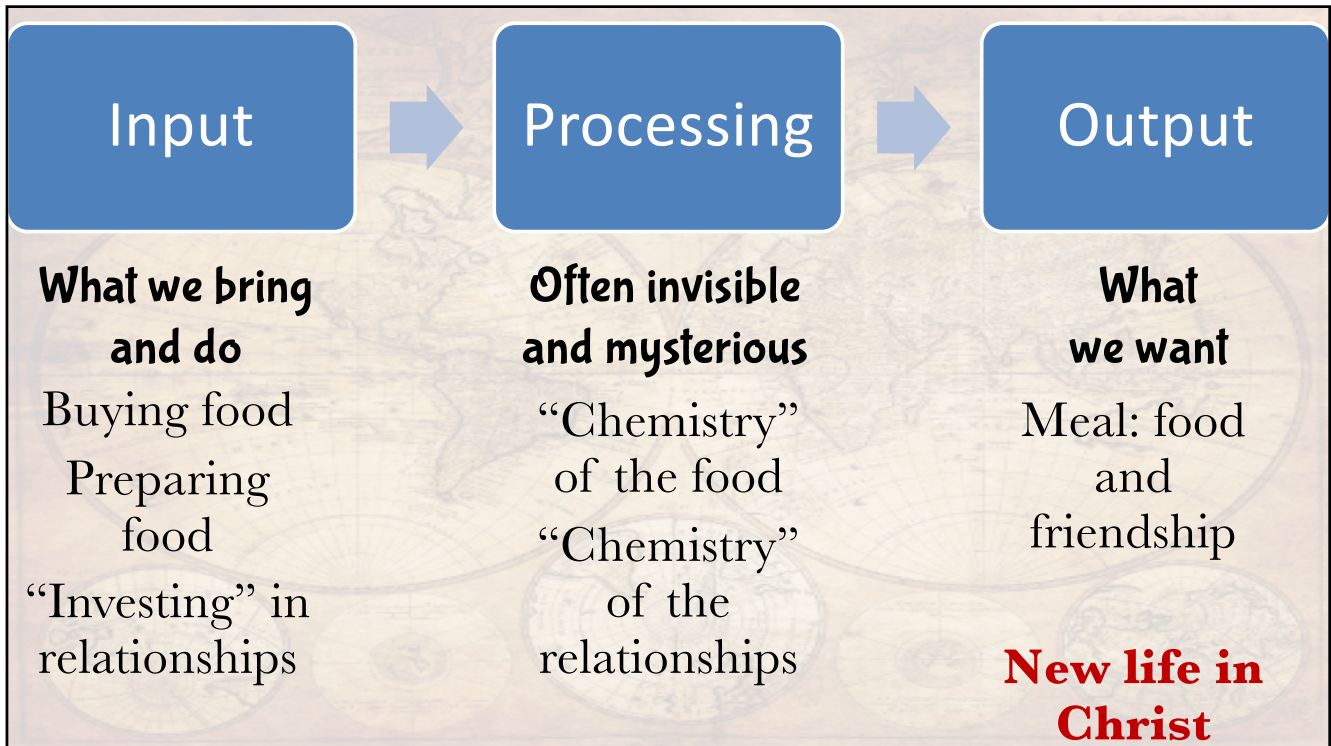 Input
Processing
Output
What we bring
and do
Buying food
Preparing
food
“Investing” in
relationships
Often invisible
and mysterious
“Chemistry”
of the food
“Chemistry”
of the
relationships
What
we want
Meal: food
and
friendship
New life in
Christ